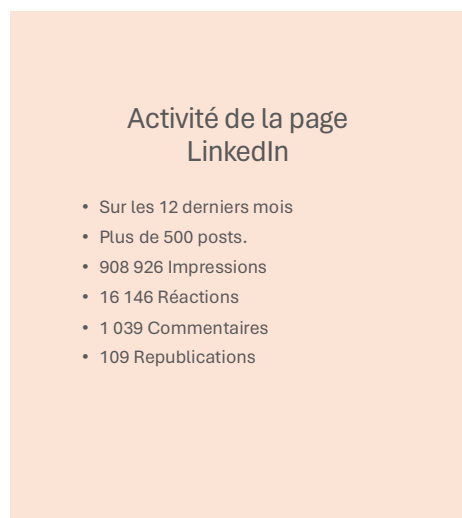 Activité de la page
LinkedIn
• Sur les 12 derniers mois
• Plus de 500 posts.
• 908 926 Impressions
• 16 146 Réactions
• 1 039 Commentaires
• 109 Republications